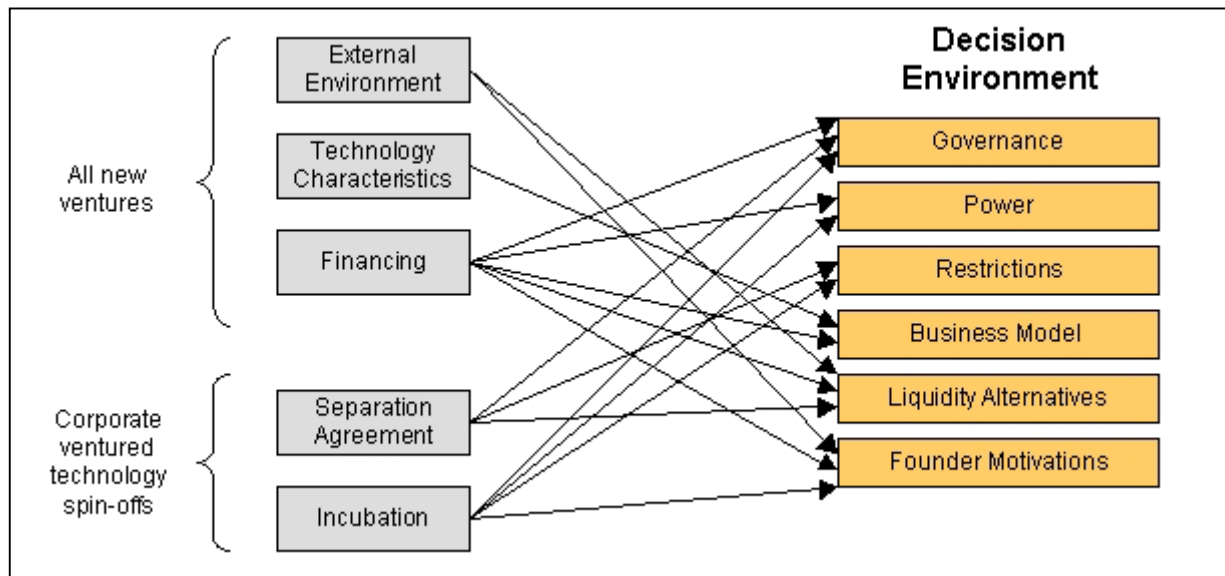 Decision
Environment
All new
ventures
External
Environment
Technology
Characteristics
Financing
Corporate
ventured
technology
spin-offs
Separation
Agreement
Incubation
Governance
Power
Restrictions
Business Model
Liquidity Alternatives
Founder Motivations